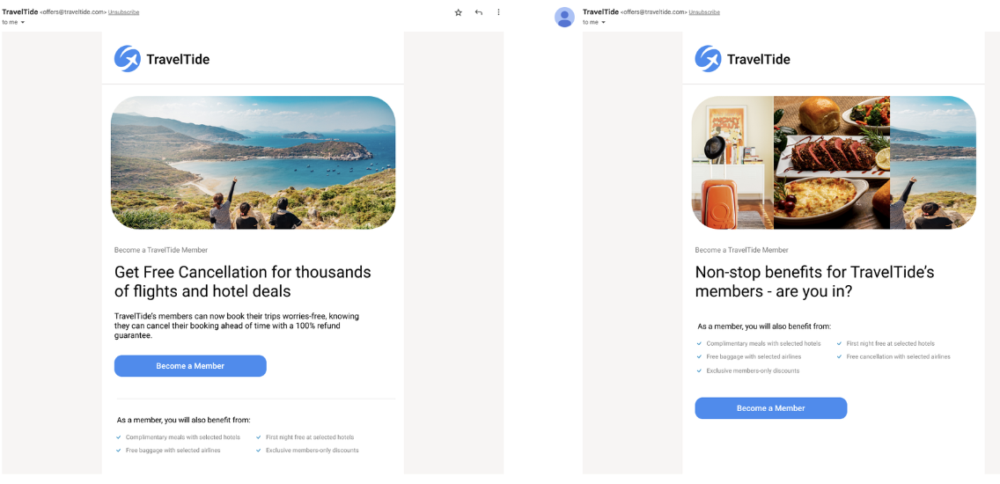 TravelTide <offers@traveltide.com> Unsubscribe
to me
TravelTide
Become a TravelTide Member
Get Free Cancellation for thousands
of flights and hotel deals
TravelTide's members can now book their trips worries-free, knowing
they can cancel their booking ahead of time with a 100% refund
guarantee.
Become a Member
As a member, you will also benefit from:
Complimentary meals with selected hotels
First night free at selected hotels
Free baggage with selected airlines
Exclusive members-only discounts
TravelTide <offers@traveltide.com> Unsubscribe
to me
TravelTide
Become a TravelTide Member
Non-stop benefits for TravelTide's
members - are you in?
As a member, you will also benefit from:
Complimentary meals with selected hotels
First night free at selected hotels
Free baggage with selected airlines
Free cancellation with selected airlines
Exclusive members-only discounts
Become a Member